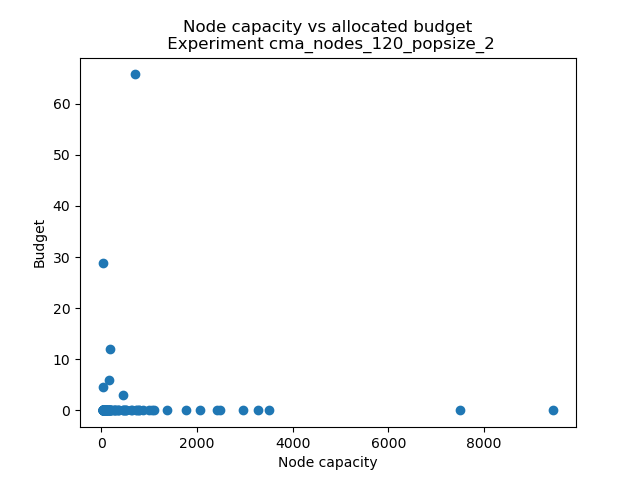 Node capacity vs allocated budget
Experiment cma_nodes_120_popsize_2
60
50
40
30
20
10
0
Budget
0 2000 4000 6000 8000
Node capacity